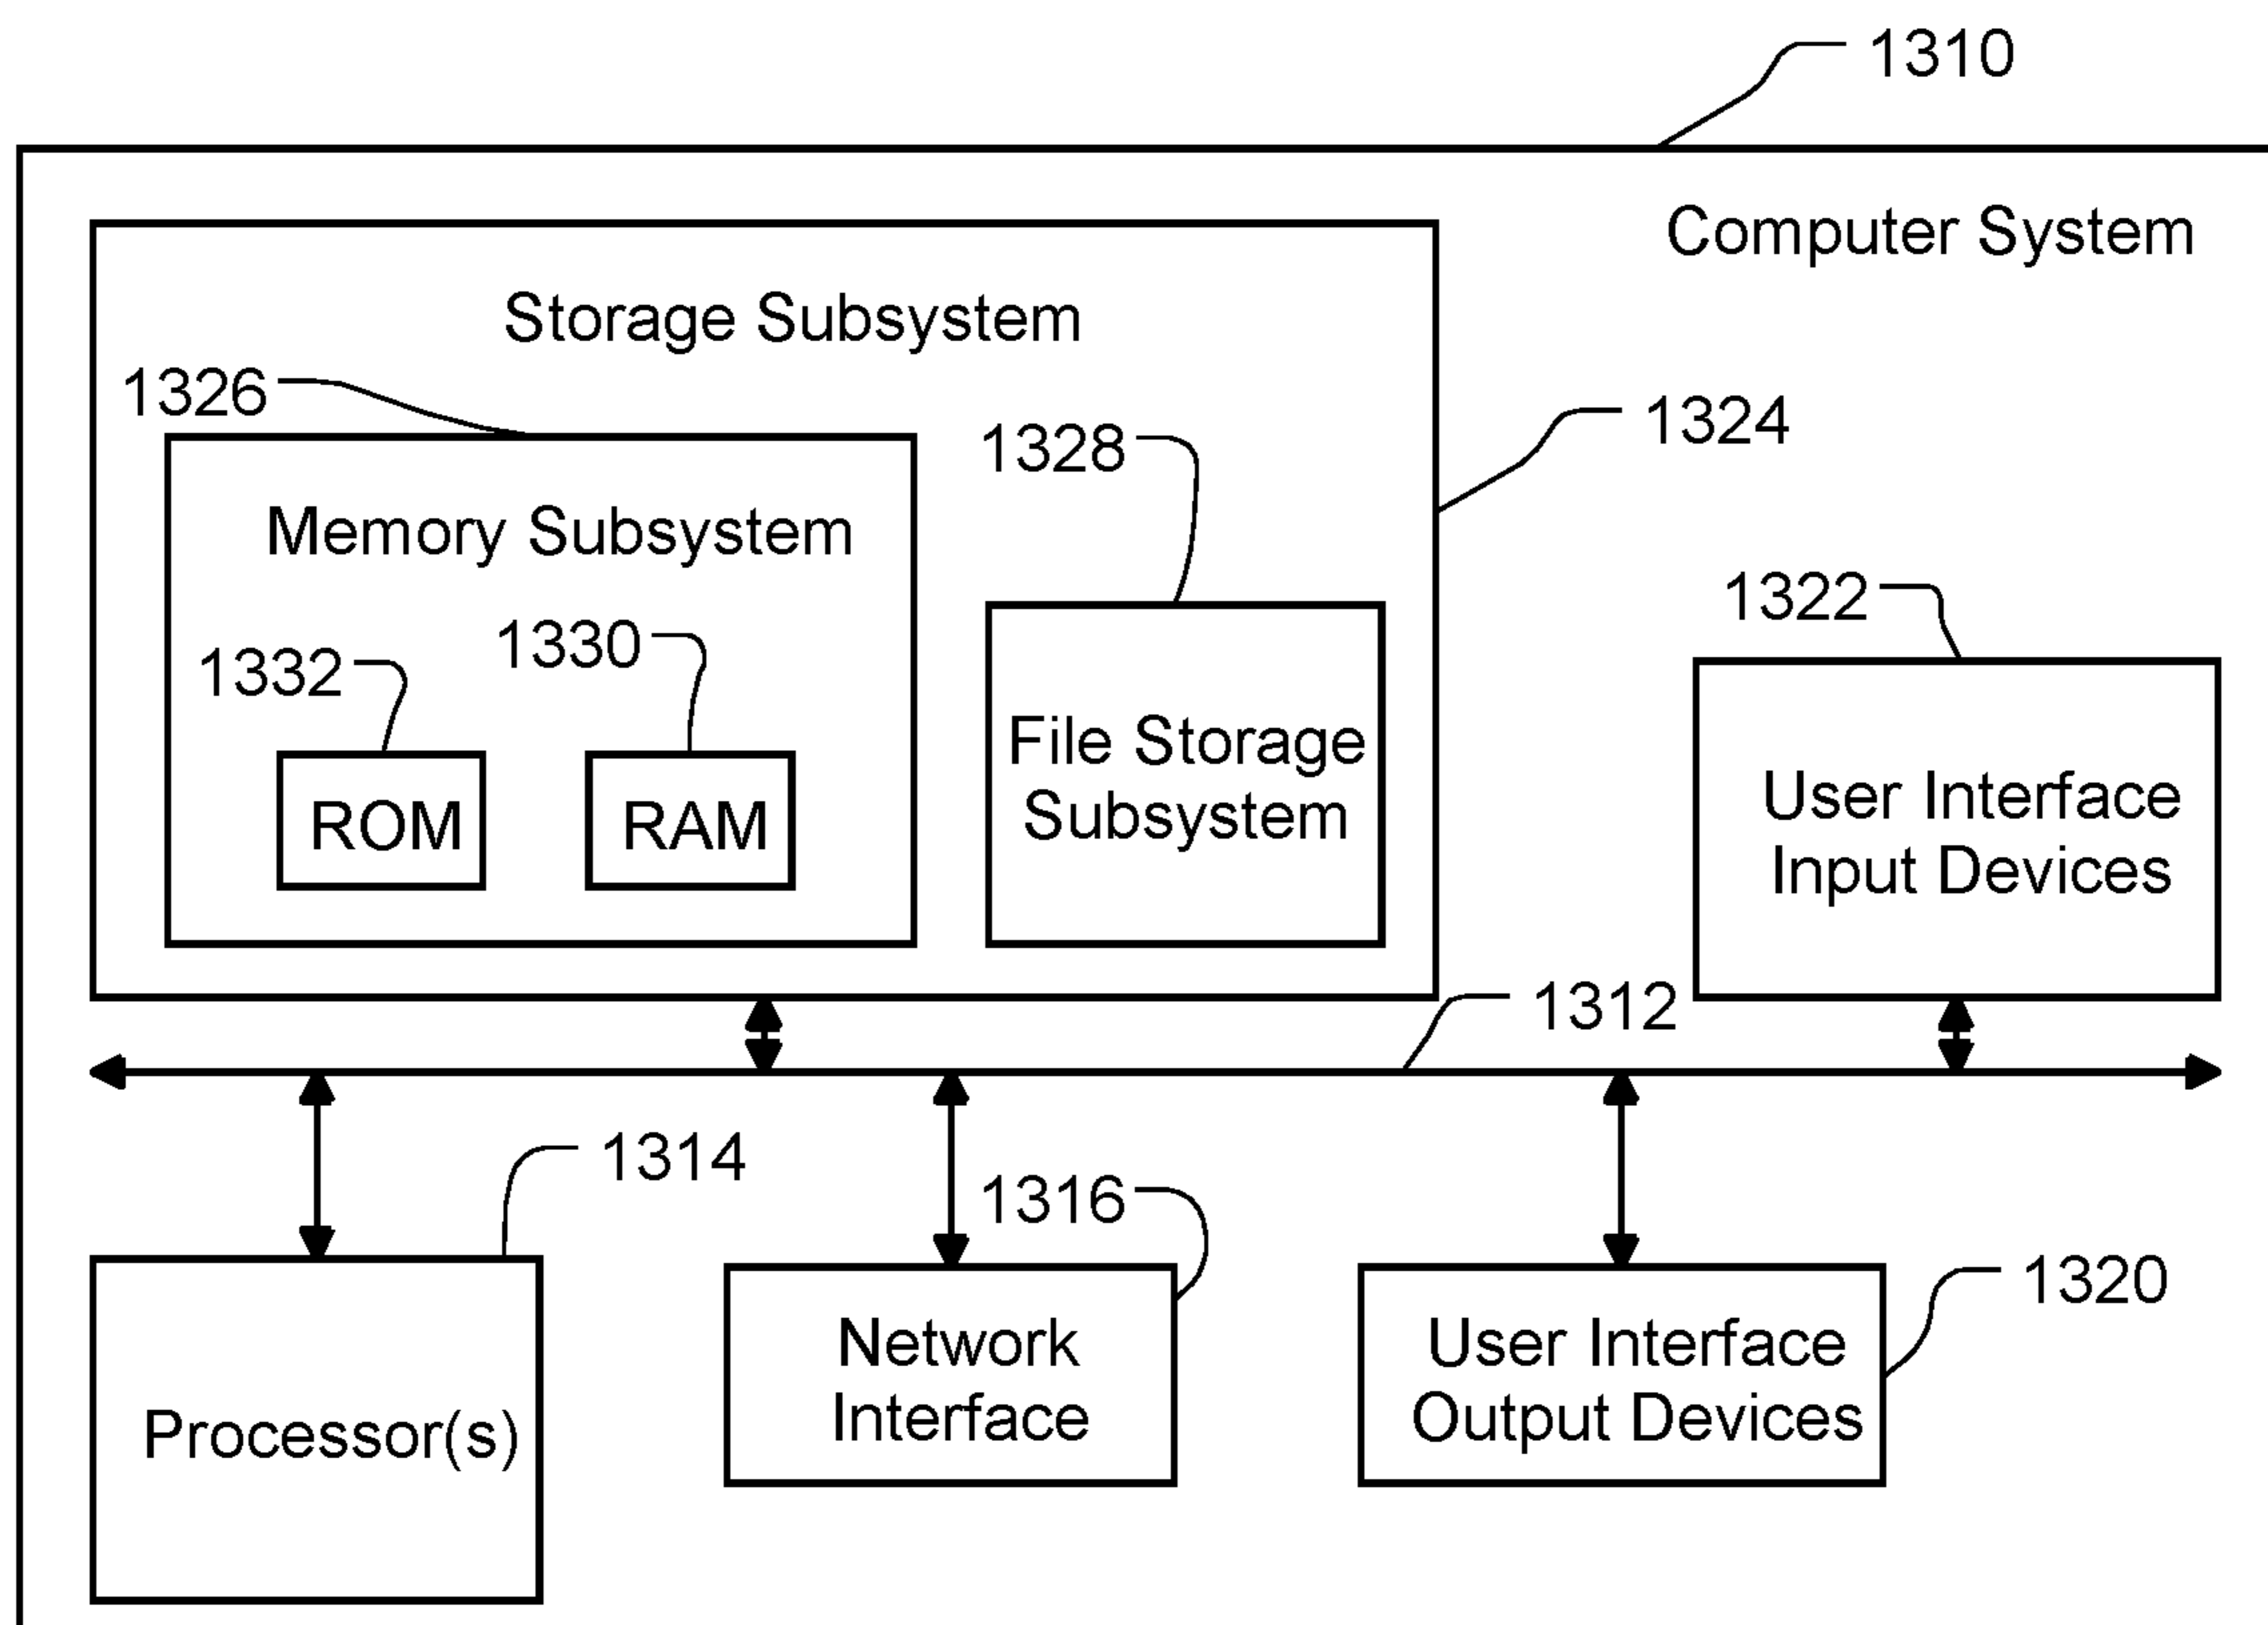 1310
Computer System
Storage Subsystem
1326
1324
1328
Memory Subsystem
1322
1330
1332
File Storage
Subsystem
User Interface
Input Devices
ROM
RAM
1312
1314
1316
1320
Network
Interface
User Interface
Output Devices
Processor(s)